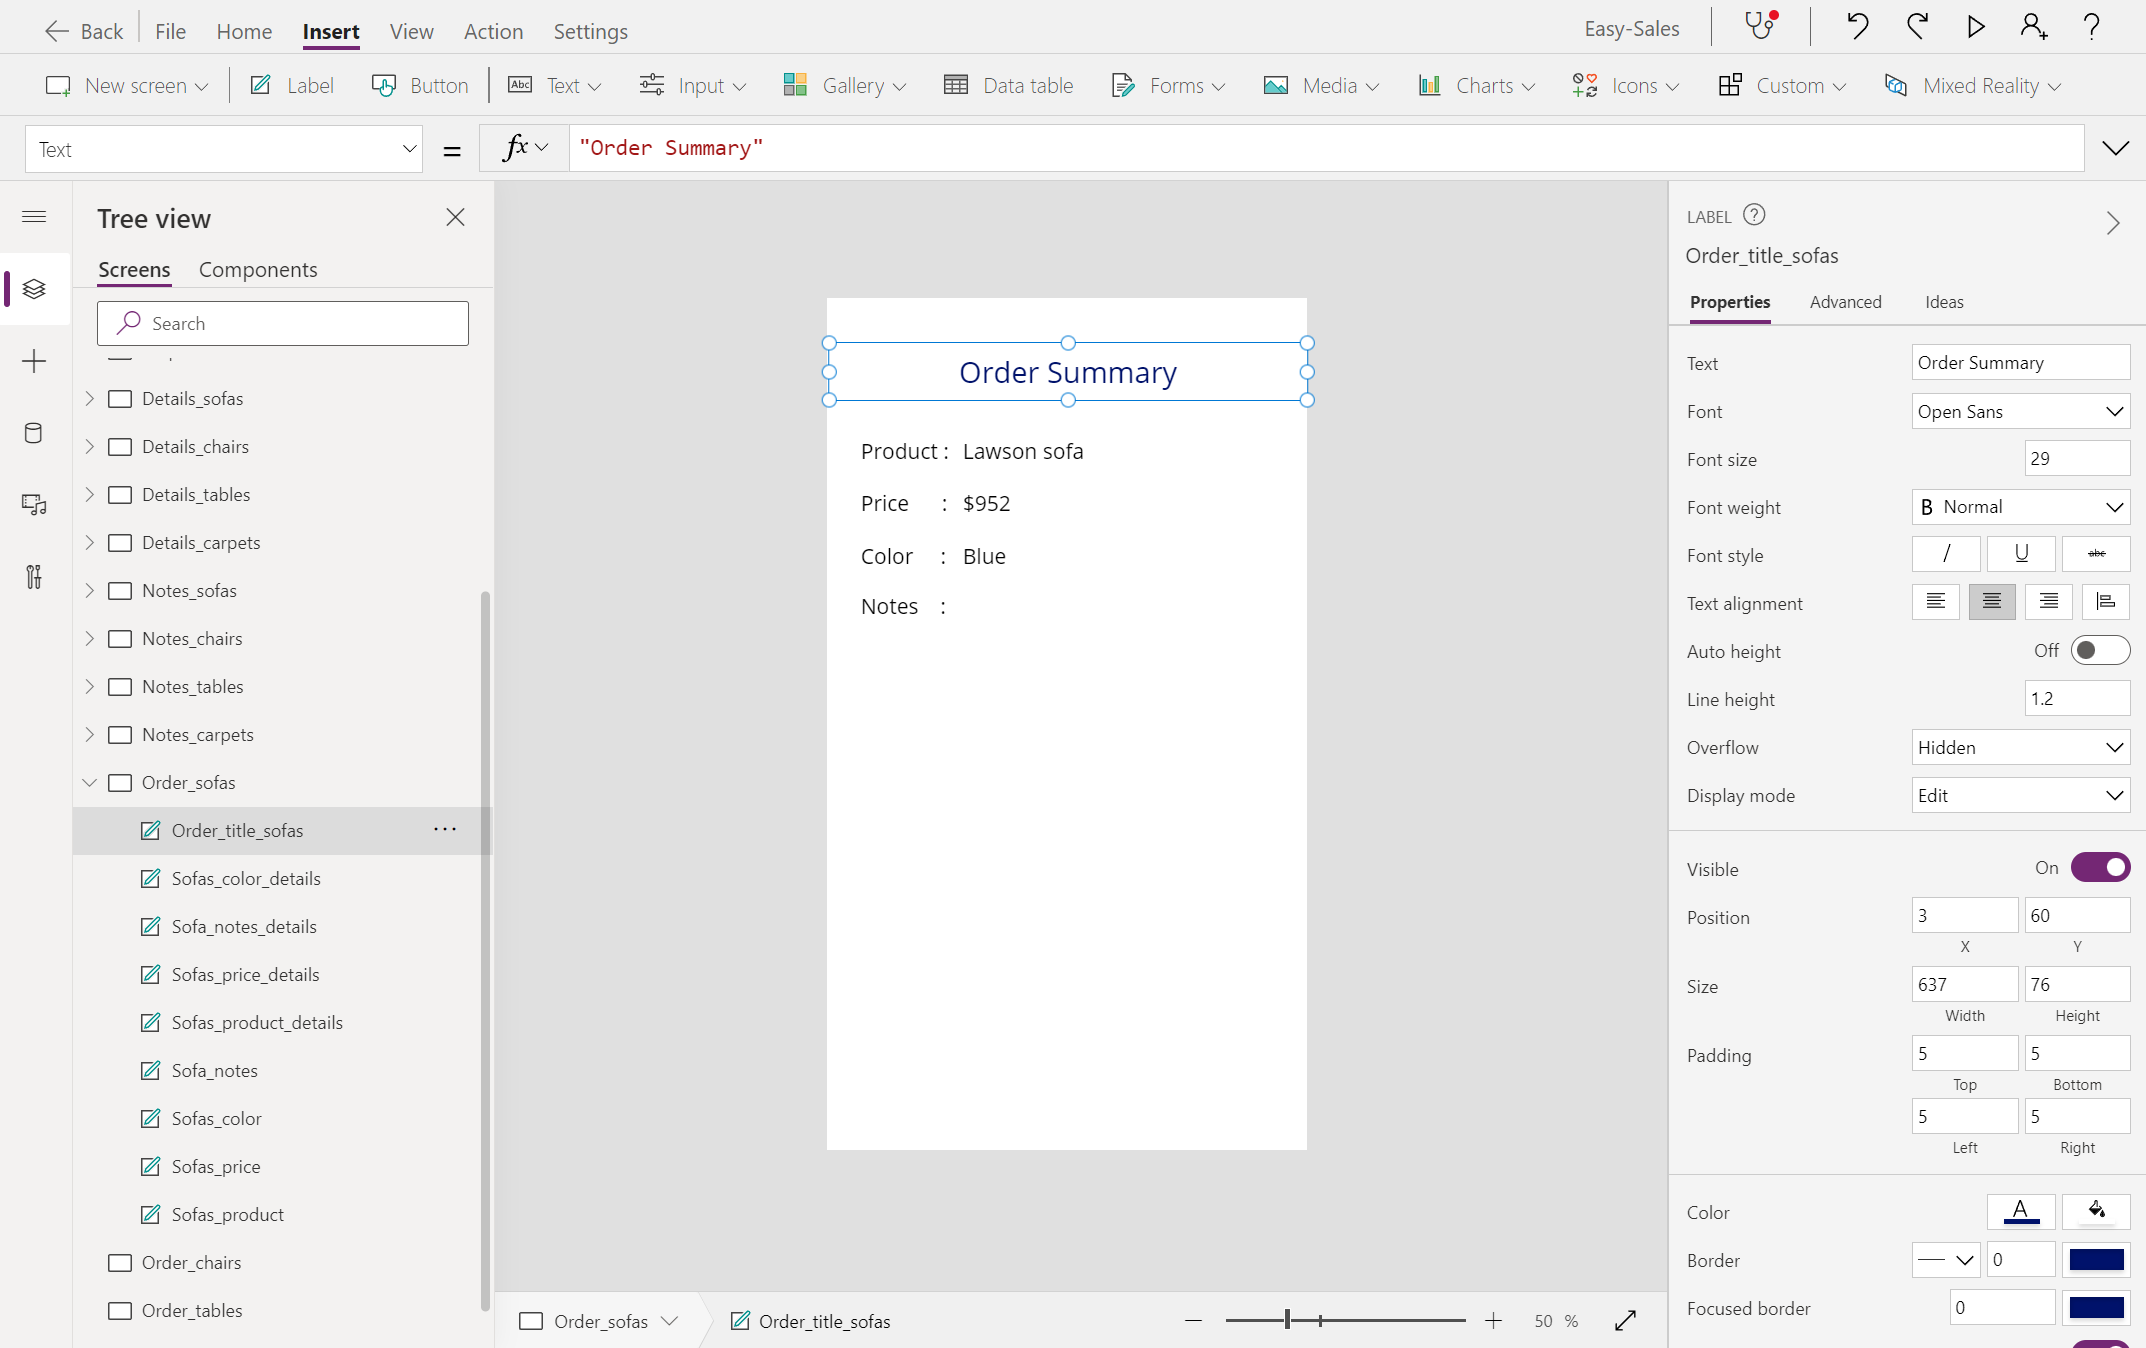 Back File Home Insert View Action Settings Easy-Sales
New screen Label Button Abc Text Input Gallery Data table Forms Media Charts Icons Custom Mixed Reality
Text = fx "Order Summary"
Tree view
Screens Components
Search
Details_sofas
Details_chairs
Details_tables
Details_carpets
Notes_sofas
Notes_chairs
Notes_tables
Notes_carpets
Order_sofas
Order_title_sofas ...
Sofas_color_details
Sofa_notes_details
Sofas_price_details
Sofas_product_details
Sofa_notes
Sofas_color
Sofas_price
Sofas_product
Order_chairs
Order_tables
Order Summary
Product : Lawson sofa
Price : $952
Color : Blue
Notes :
Order_sofas Order_title_sofas 50 %
LABEL ?
Order_title_sofas
Properties Advanced Ideas
Text Order Summary
Font Open Sans
Font size 29
Font weight B Normal
Font style / U abc
Text alignment
Auto height Off
Line height 1.2
Overflow Hidden
Display mode Edit
Visible On
Position 3 60
X Y
Size 637 76
Width Height
Padding 5 5
Top Bottom
5 5
Left Right
Color A
Border 0
Focused border 0